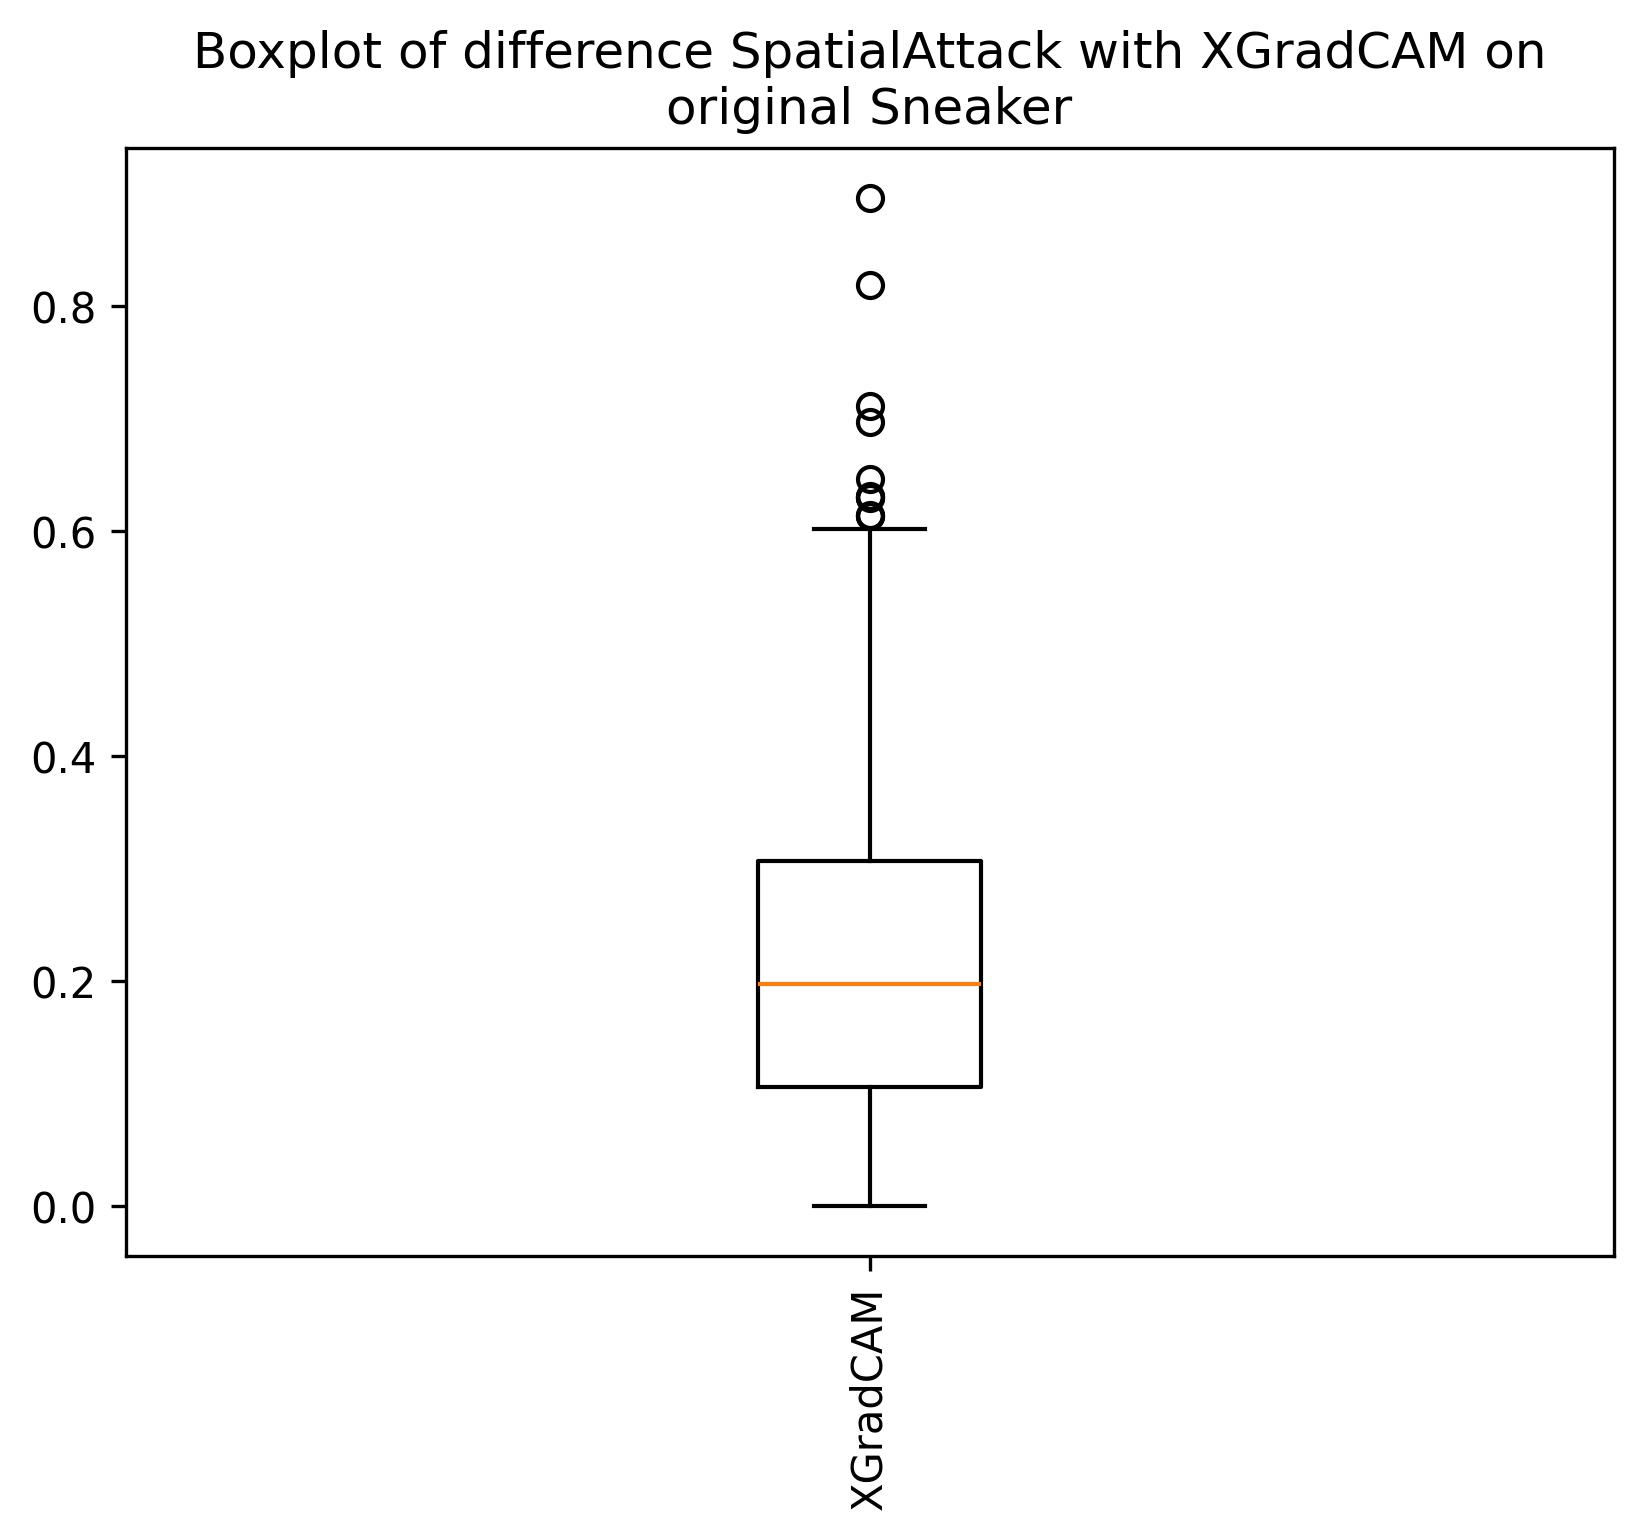 Boxplot of difference SpatialAttack with XGradCAM on
original Sneaker
0.8
0.6
0.4
0.2
0.0
XGradCAM